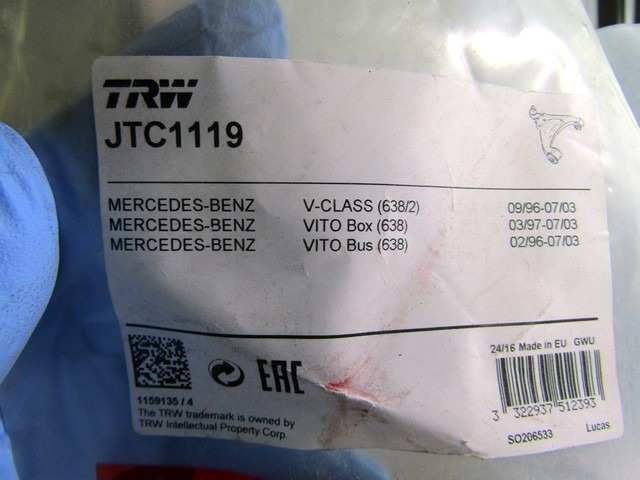 TRW
JTC1119
MERCEDES-BENZ V-CLASS (638/2) 09/96-07/03
MERCEDES-BENZ VITO Box (638) 03/97-07/03
MERCEDES-BENZ VITO Bus (638) 02/96-07/03
24/16 Made in EU GWU
EAC
1159135 / 4
The TRW trademark is owned by
TRW Intellectual Property Corp.
3 322937 512393
SO206533 Lucas